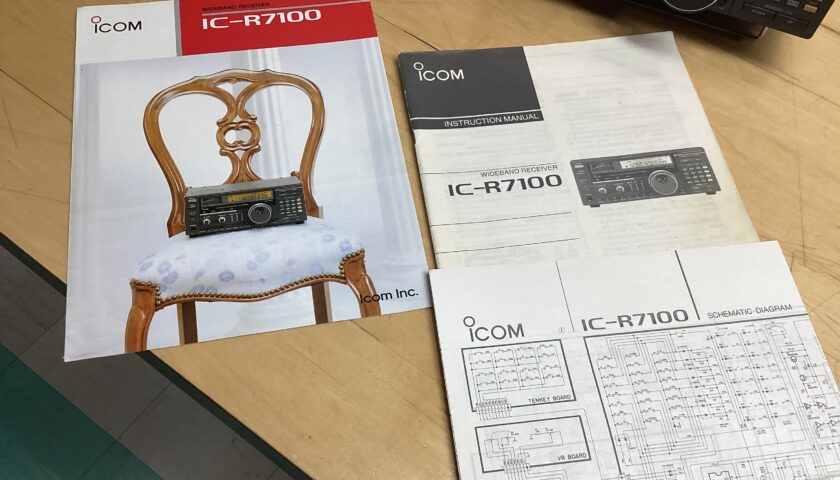 ICOM
WIDEBAND RECEIVER
IC-R7100
Icom Inc.
ICOM
INSTRUCTION MANUAL
WIDEBAND RECEIVER
IC-R7100
ICOM
IC-R7100
SCHEMATIC DIAGRAM
TENKEY BOARD
VR BOARD